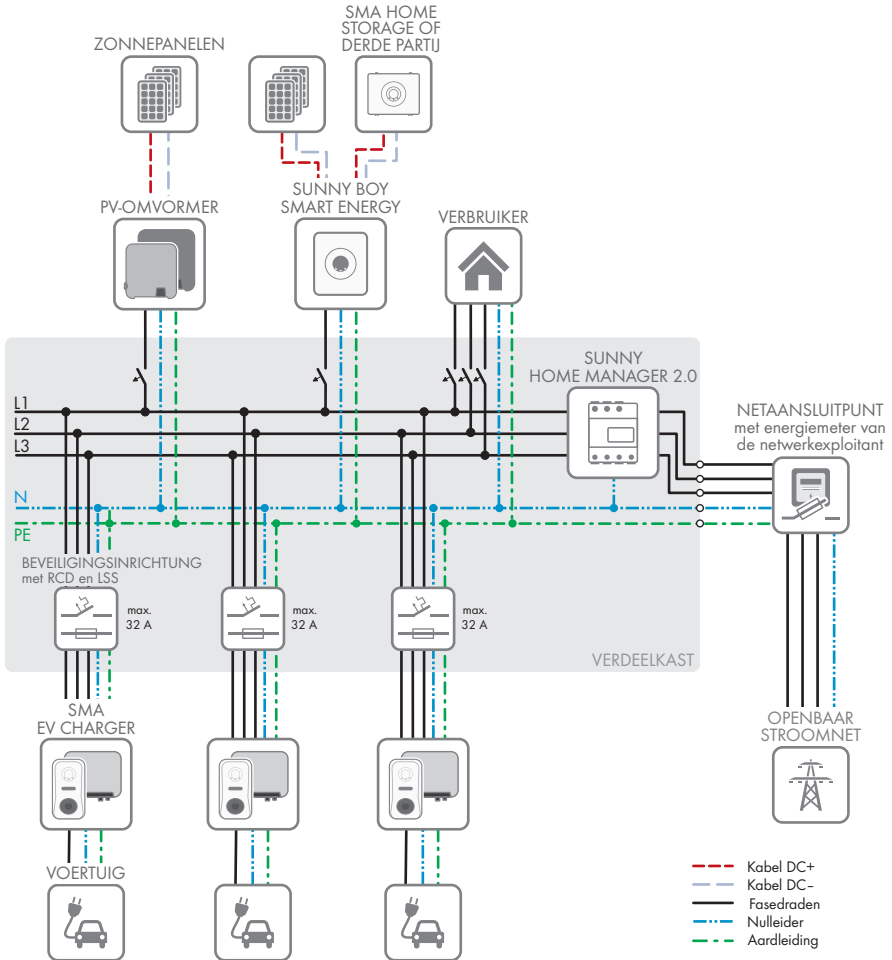 ZONNEPANELEN
SMA HOME
STORAGE OF
DERDE PARTIJ
PV-OMVORMER
SUNNY BOY
SMART ENERGY
VERBRUIKER
SUNNY
HOME MANAGER 2.0
NETAANSLUITPUNT
met energiemeter van
de netwerkexploitant
L1
L2
L3
N
PE
BEVEILIGINGSINRICHTING
met RCD en LSS
max.
32 A
max.
32 A
max.
32 A
VERDEELKAST
SMA
EV CHARGER
OPENBAAR
STROOMNET
VOERTUIG
Kabel DC+
Kabel DC–
Fasedraden
Nulleider
Aardleiding